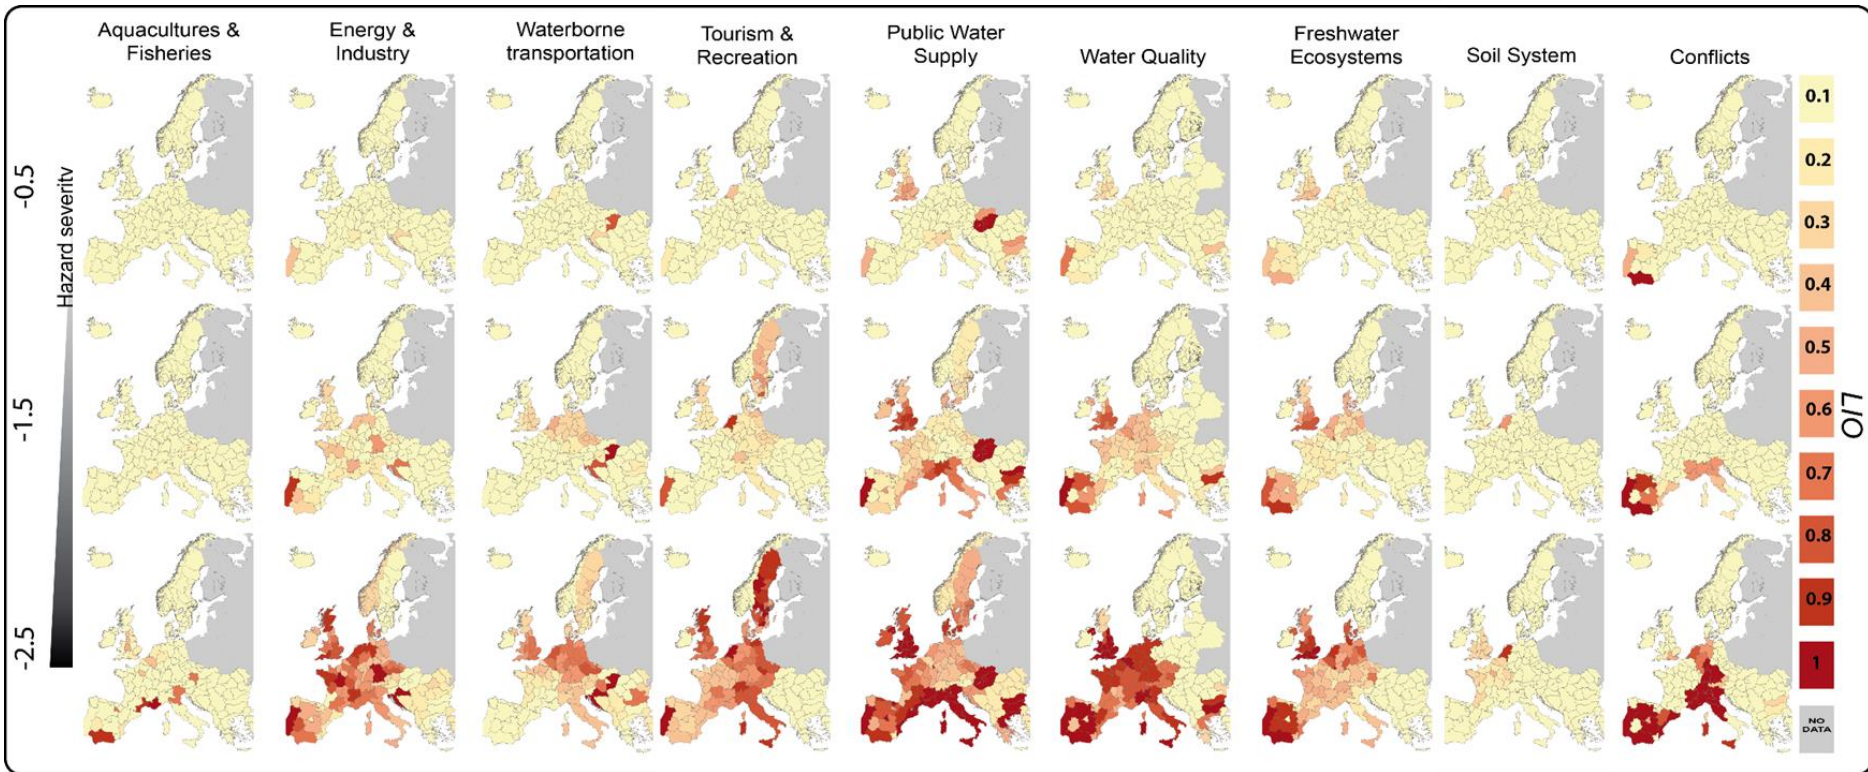 Aquacultures &
Fisheries
Energy &
Industry
Waterborne
transportation
Tourism &
Recreation
Public Water
Supply
Water Quality
Freshwater
Ecosystems
Soil System
Conflicts
-0.5
-1.5
-2.5
Hazard severity
0.1
0.2
0.3
0.4
0.5
0.6
0.7
0.8
0.9
1
NO
DATA
LIO